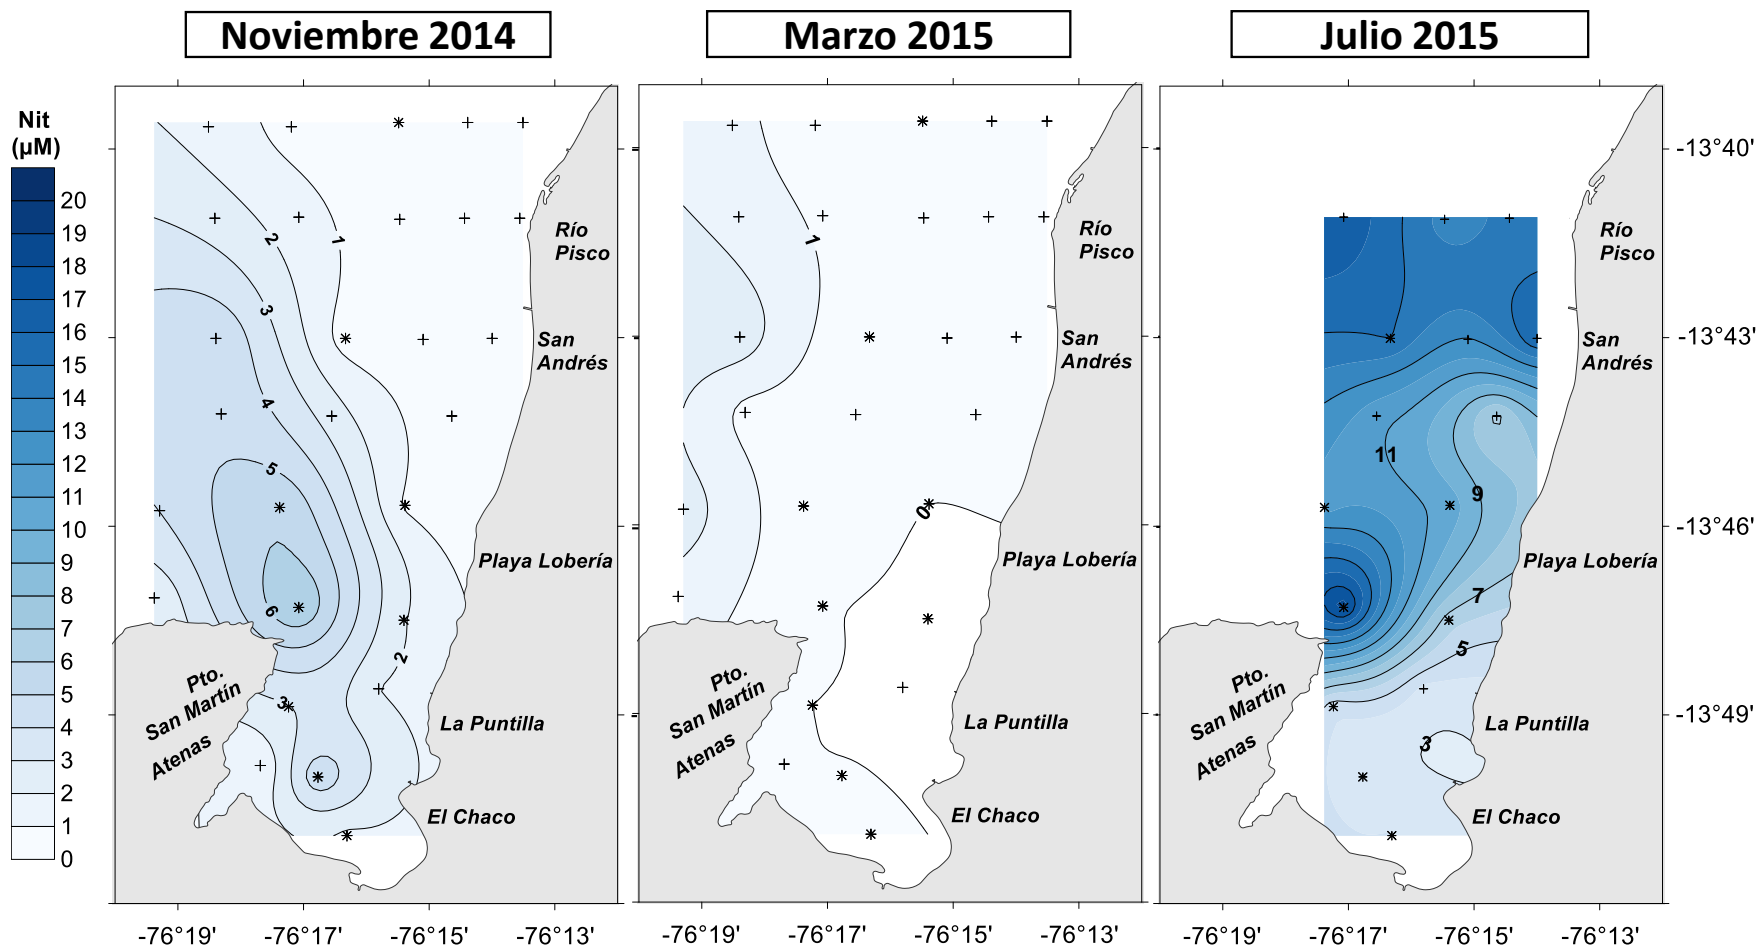 Noviembre 2014
Marzo 2015
Julio 2015
Nit
(µM)
20
19
18
17
16
15
14
13
12
11
10
9
8
7
6
5
4
3
2
1
0
1
2
3
4
5
6
3
2
Río
Pisco
San
Andrés
Playa Lobería
Pto.
San Martín
Atenas
La Puntilla
El Chaco
-76°19'
-76°17'
-76°15'
-76°13'
1
0
Río
Pisco
San
Andrés
Playa Lobería
Pto.
San Martín
Atenas
La Puntilla
El Chaco
-76°19'
-76°17'
-76°15'
-76°13'
11
9
7
5
3
Río
Pisco
San
Andrés
Playa Lobería
Pto.
San Martín
Atenas
La Puntilla
El Chaco
-76°19'
-76°17'
-76°15'
-76°13'
-13°40'
-13°43'
-13°46'
-13°49'